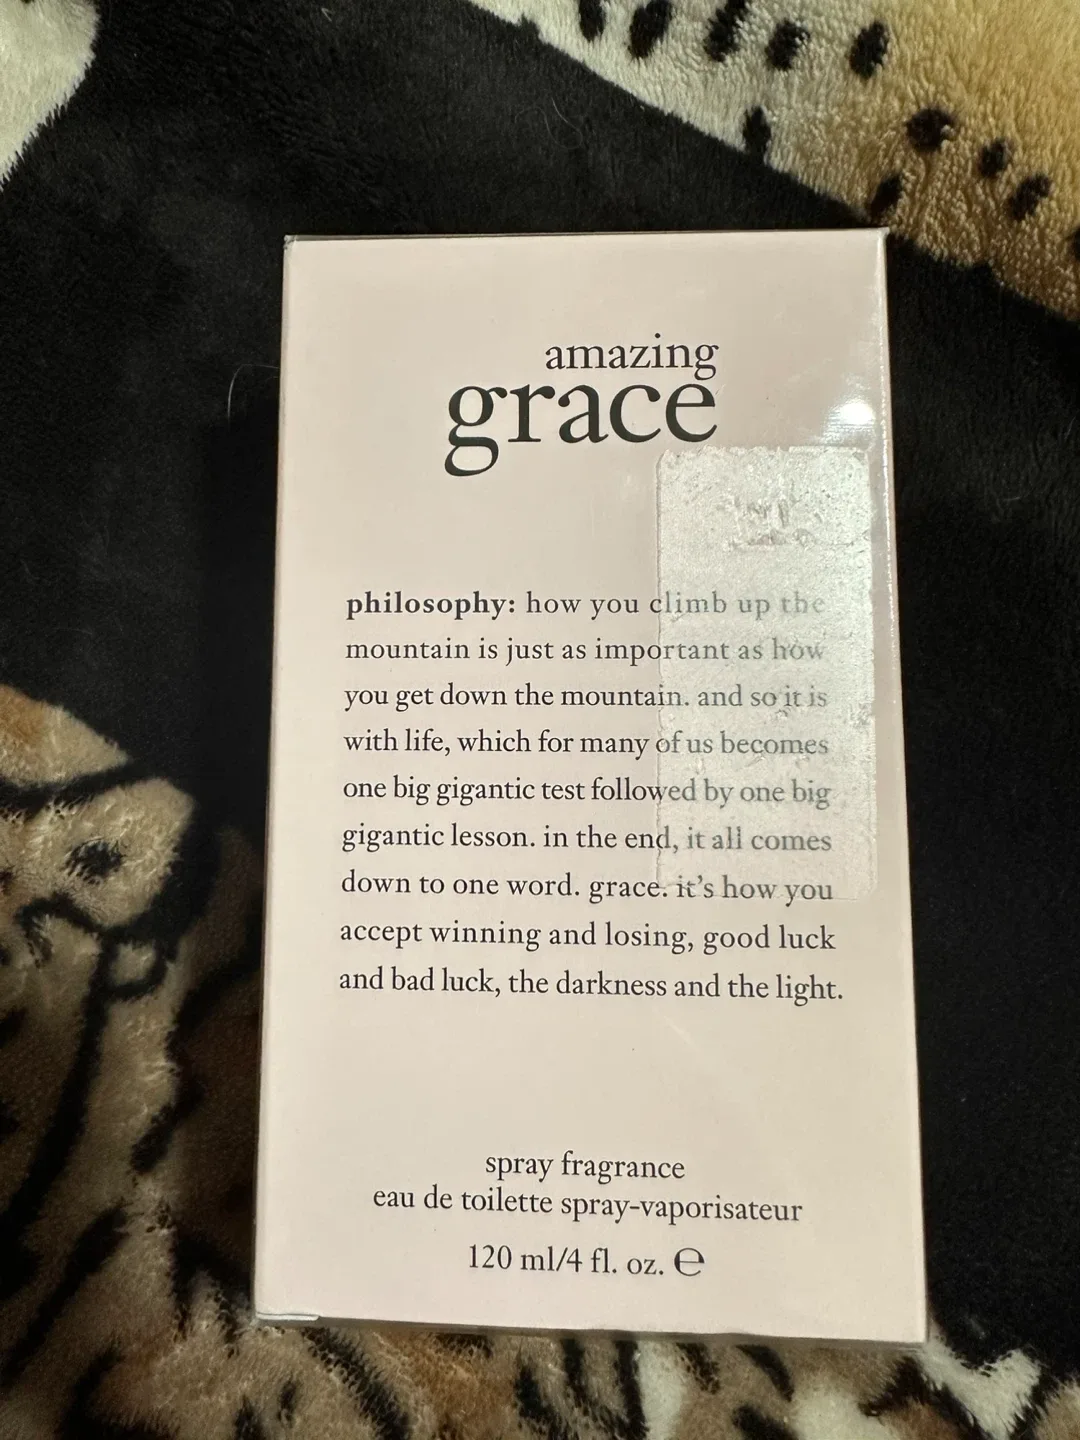 amazing
grace
philosophy: how you climb up the
mountain is just as important as how
you get down the mountain. and so it is
with life, which for many of us becomes
one big gigantic test followed by one big
gigantic lesson. in the end, it all comes
down to one word. grace. it's how you
accept winning and losing, good luck
and bad luck, the darkness and the light.
spray fragrance
eau de toilette spray-vaporisateur
120 ml/4 fl. oz. ℮